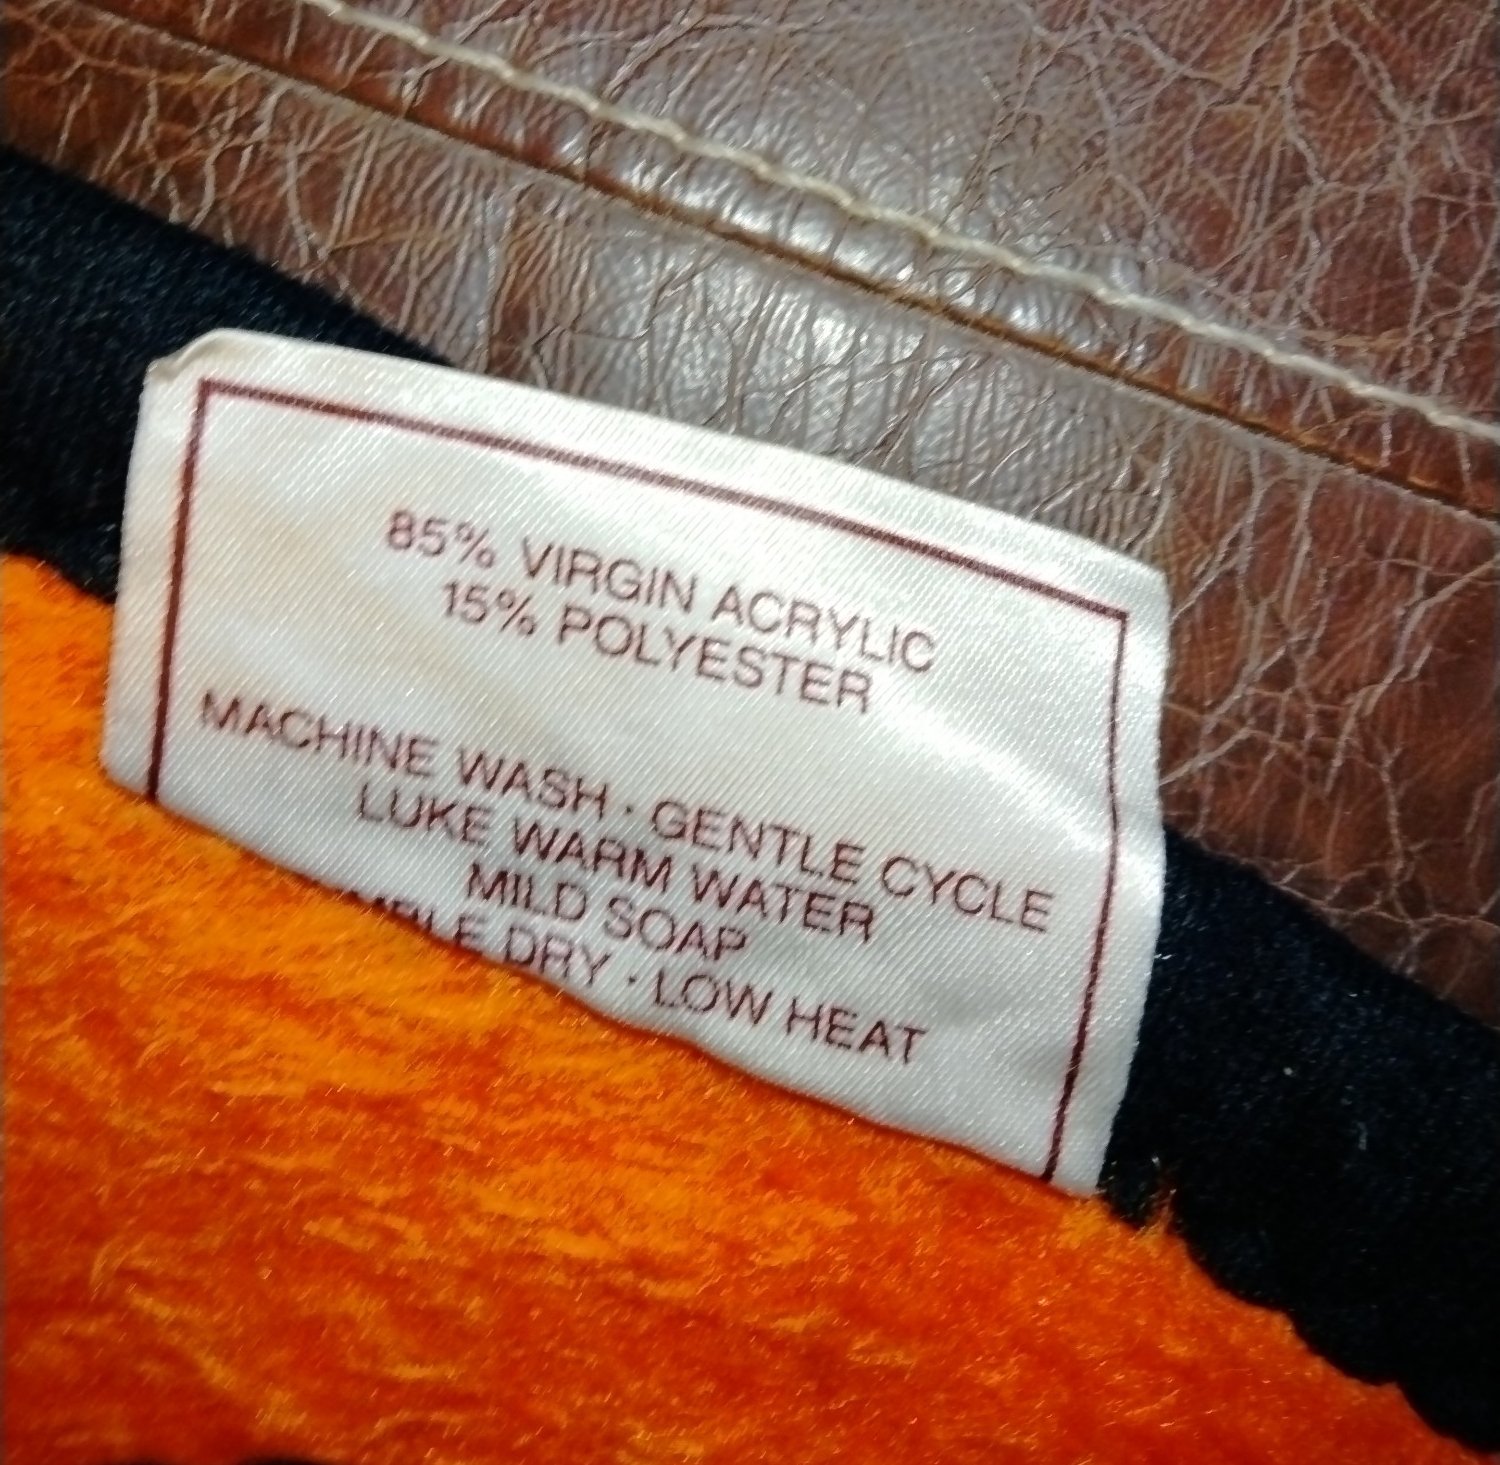 85% VIRGIN ACRYLIC
15% POLYESTER
MACHINE WASH · GENTLE CYCLE
LUKE WARM WATER
MILD SOAP
DRY · LOW HEAT